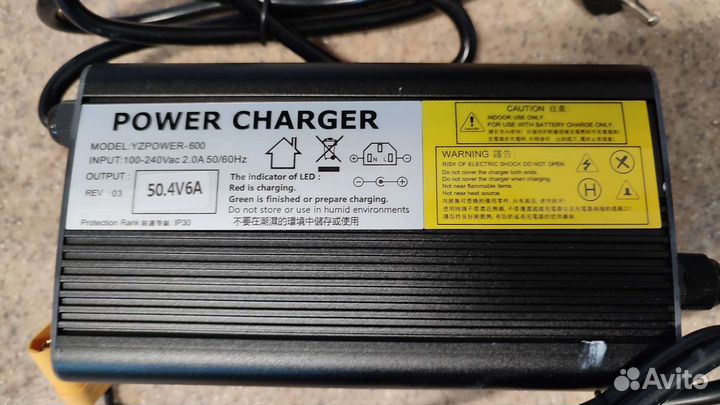 POWER CHARGER
MODEL:YZPOWER-600
INPUT:100-240Vac 2.0A 50/60Hz
OUTPUT :
REV. : 03
50.4V6A
N L
The indicator of LED :
Red is charging.
Green is finished or prepare charging.
Do not store or use in humid environments
Protection Rank 防護等級: IP30
不要在潮濕的環境中儲存或使用
CAUTION 注意:
INDOOR USE ONLY
FOR USE WITH BATTERY CHARGE ONLY
WARNING 警告:
RISK OF ELECTRIC SHOCK DO NOT OPEN.
Do not cover the charger both ends.
Do not cover the charger when charging.
Not near flammable items.
Not near heat source.
H
Avito